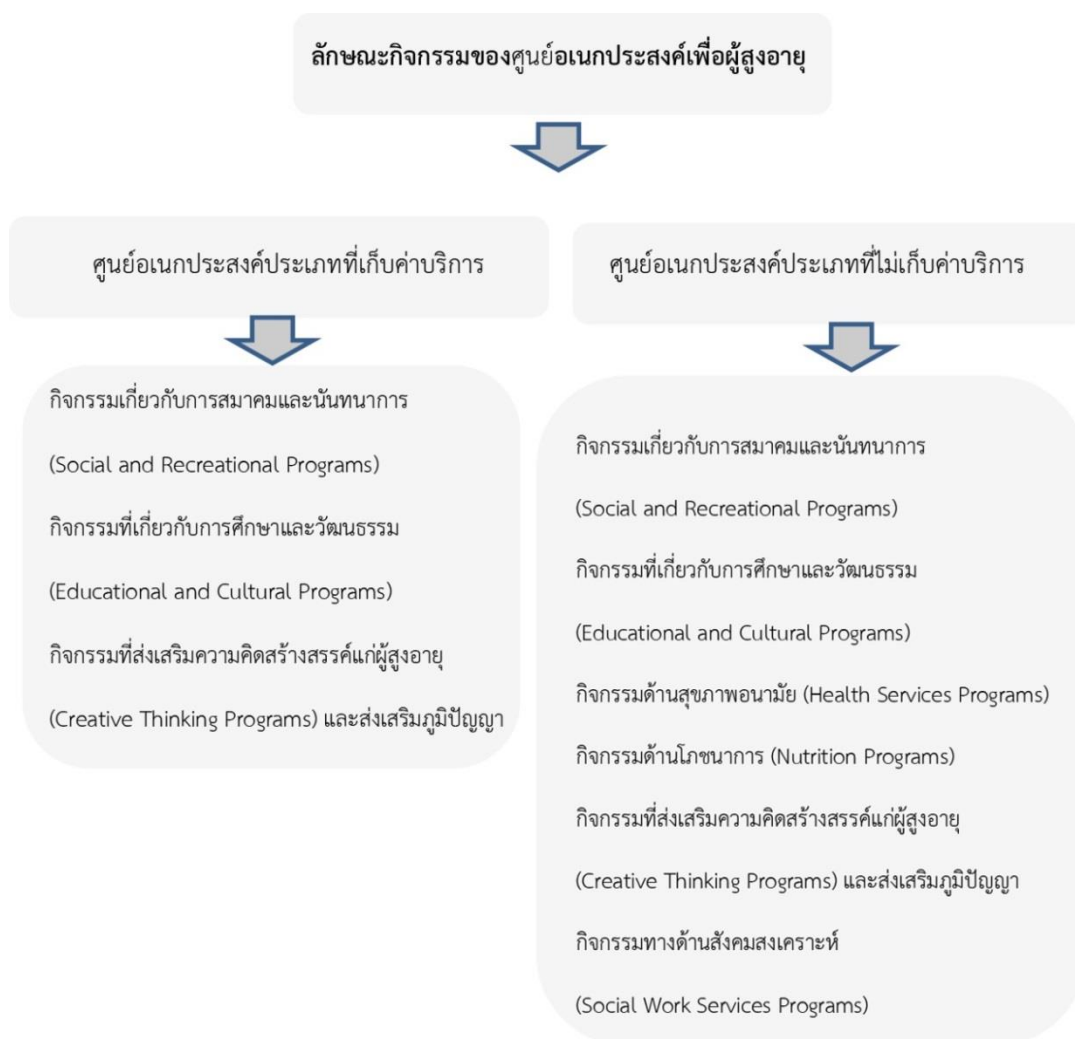 ลักษณะกิจกรรมของศูนย์อเนกประสงค์เพื่อผู้สูงอายุ
ศูนย์อเนกประสงค์ประเภทที่เก็บค่าบริการ
กิจกรรมเกี่ยวกับการสมาคมและนันทนาการ
(Social and Recreational Programs)
กิจกรรมที่เกี่ยวกับการศึกษาและวัฒนธรรม
(Educational and Cultural Programs)
กิจกรรมที่ส่งเสริมความคิดสร้างสรรค์แก่ผู้สูงอายุ
(Creative Thinking Programs) และส่งเสริมภูมิปัญญา
ศูนย์อเนกประสงค์ประเภทที่ไม่เก็บค่าบริการ
กิจกรรมเกี่ยวกับการสมาคมและนันทนาการ
(Social and Recreational Programs)
กิจกรรมที่เกี่ยวกับการศึกษาและวัฒนธรรม
(Educational and Cultural Programs)
กิจกรรมด้านสุขภาพอนามัย (Health Services Programs)
กิจกรรมด้านโภชนาการ (Nutrition Programs)
กิจกรรมที่ส่งเสริมความคิดสร้างสรรค์แก่ผู้สูงอายุ
(Creative Thinking Programs) และส่งเสริมภูมิปัญญา
กิจกรรมทางด้านสังคมสงเคราะห์
(Social Work Services Programs)